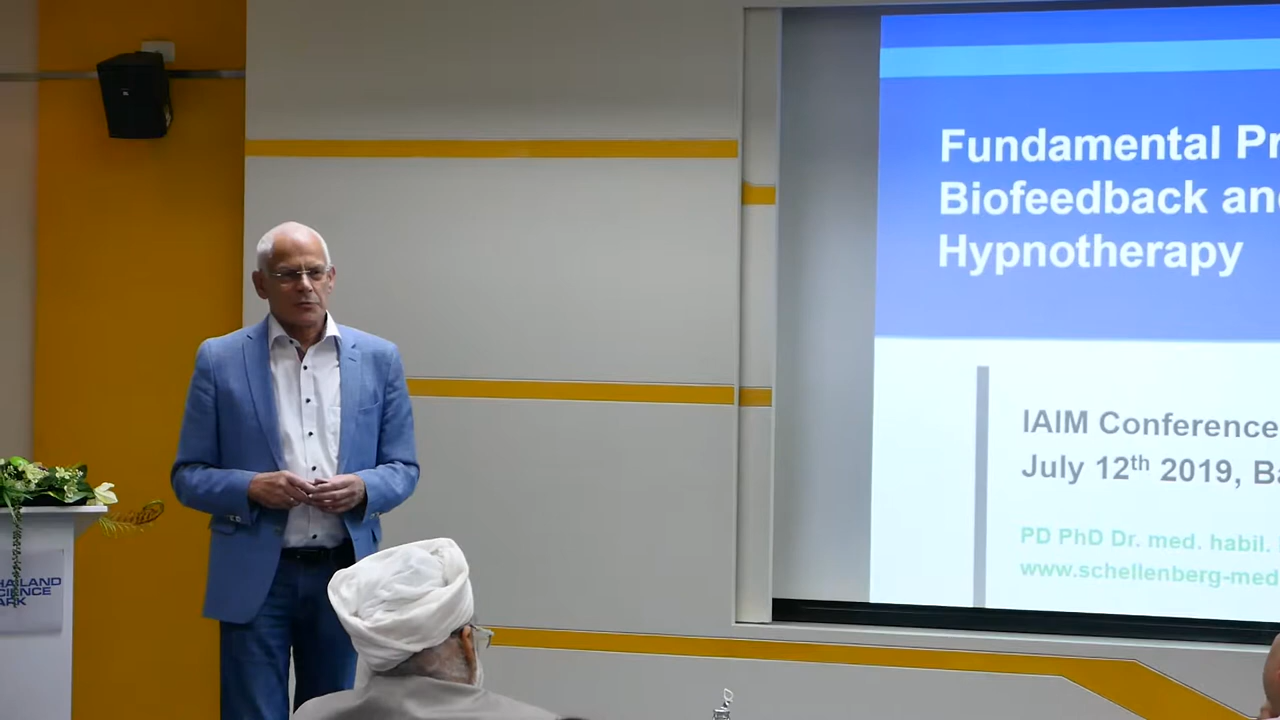 Fundamental Pr
Biofeedback and
Hypnotherapy
IAIM Conference
July 12th 2019, Ba
PD PhD Dr. med. habil.
www.schellenberg-med
HAILAND
CIENCE
ARK